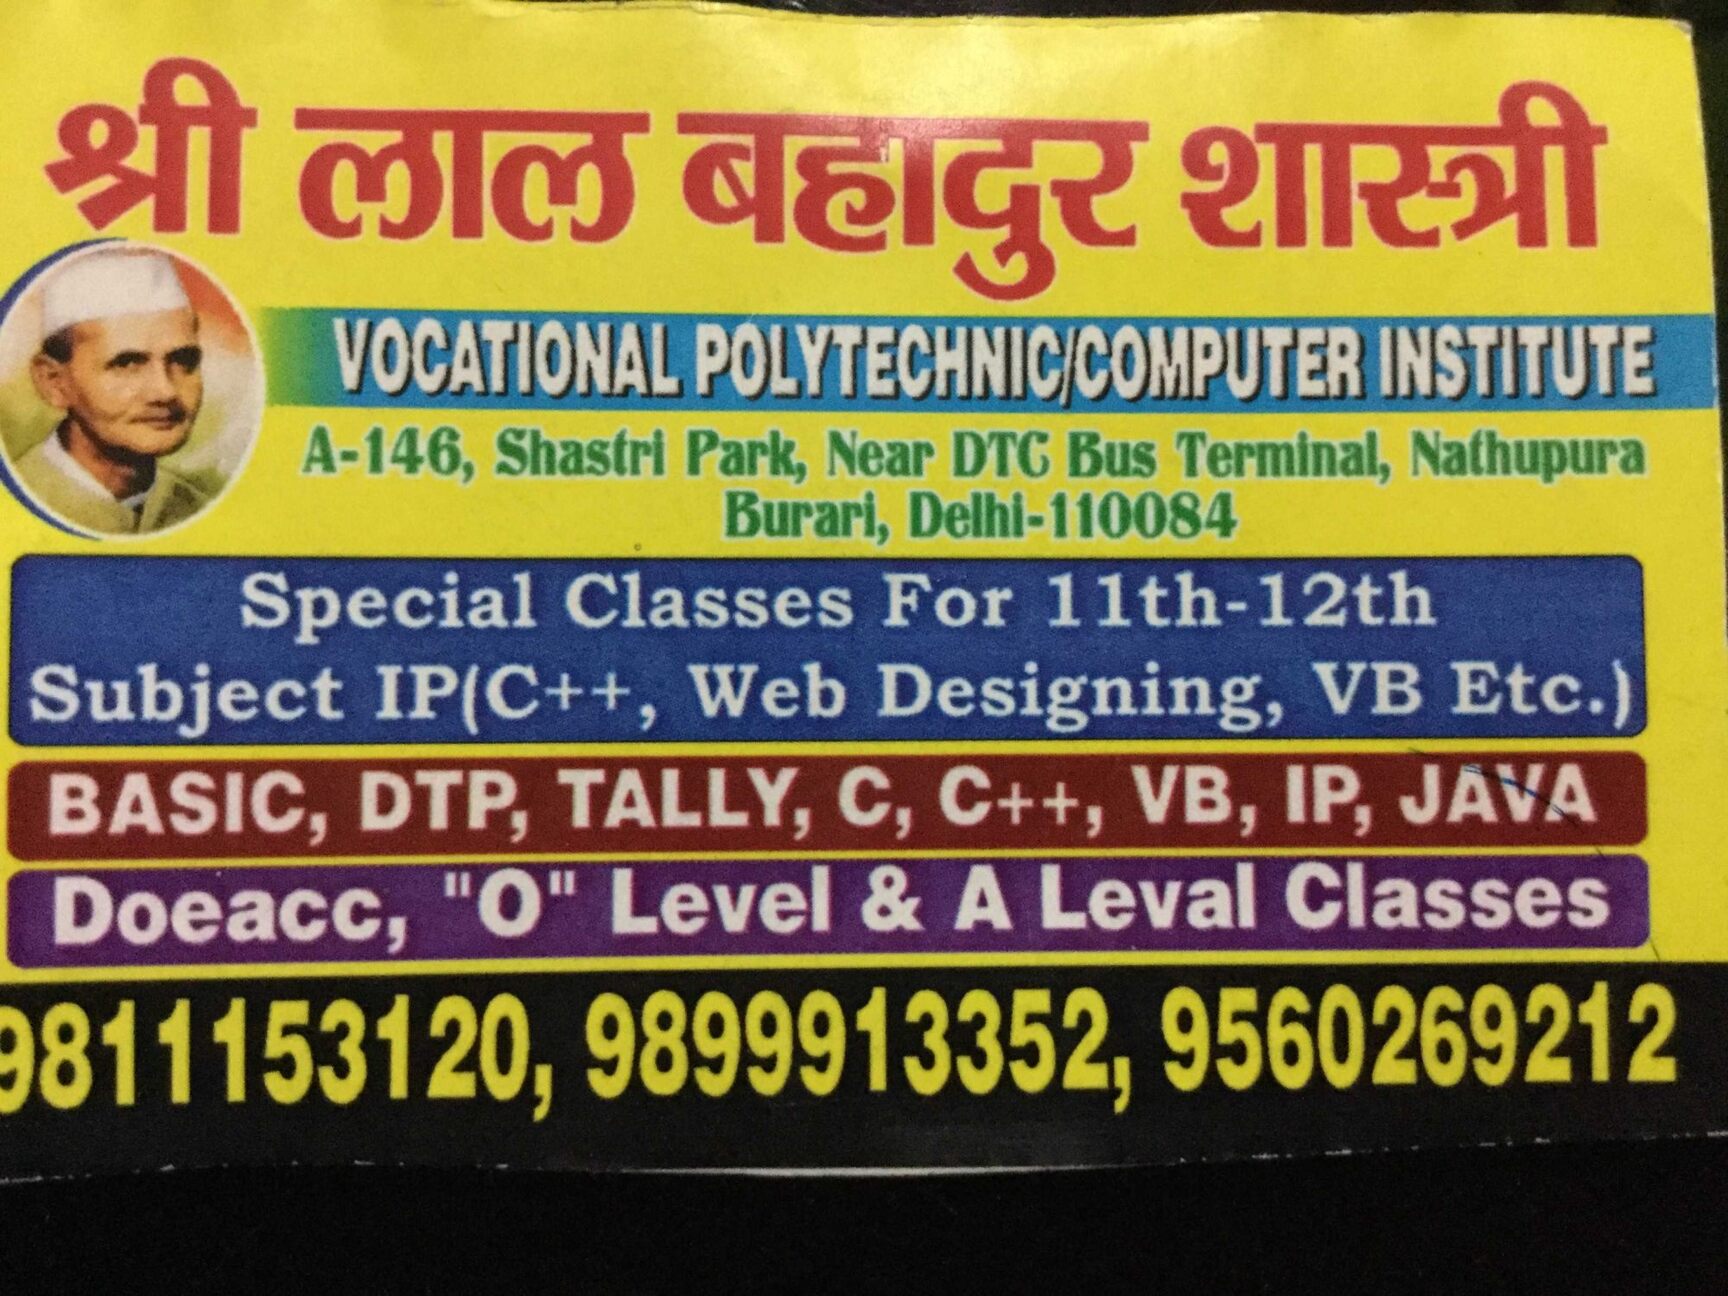 श्री लाल बहादुर शास्त्री
VOCATIONAL POLYTECHNIC/COMPUTER INSTITUTE
A-146, Shastri Park, Near DTC Bus Terminal, Nathupura
Burari, Delhi-110084
Special Classes For 11th-12th
Subject IP(C++, Web Designing, VB Etc.)
BASIC, DTP, TALLY, C, C++, VB, IP, JAVA
Doeacc, "O" Level & A Leval Classes
9811153120, 9899913352, 9560269212